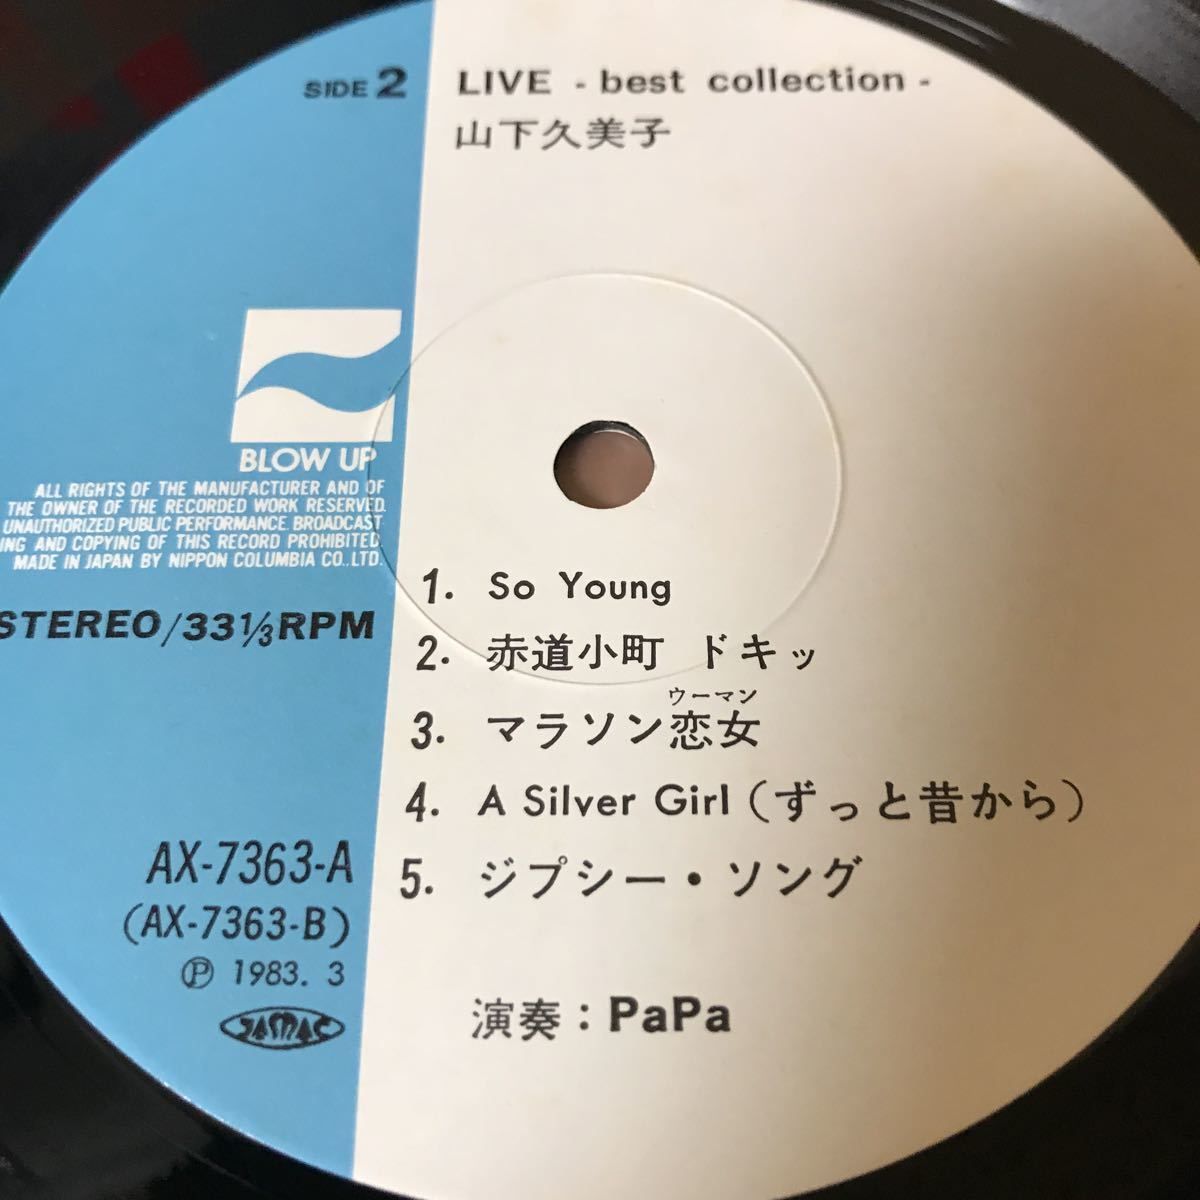 SIDE 2
LIVE - best collection -
山下久美子
BLOW UP
ALL RIGHTS OF THE MANUFACTURER AND OF
THE OWNER OF THE RECORDED WORK RESERVED.
UNAUTHORIZED PUBLIC PERFORMANCE. BROADCAST
ING AND COPYING OF THIS RECORD PROHIBITED.
MADE IN JAPAN BY NIPPON COLUMBIA CO.,LTD.
STEREO/33⅓RPM
1. So Young
2. 赤道小町 ドキッ
ウーマン
3. マラソン恋女
4. A Silver Girl(ずっと昔から)
5. ジプシー・ソング
AX-7363-A
(AX-7363-B)
Ⓟ 1983. 3
JASRAC
演奏:PaPa